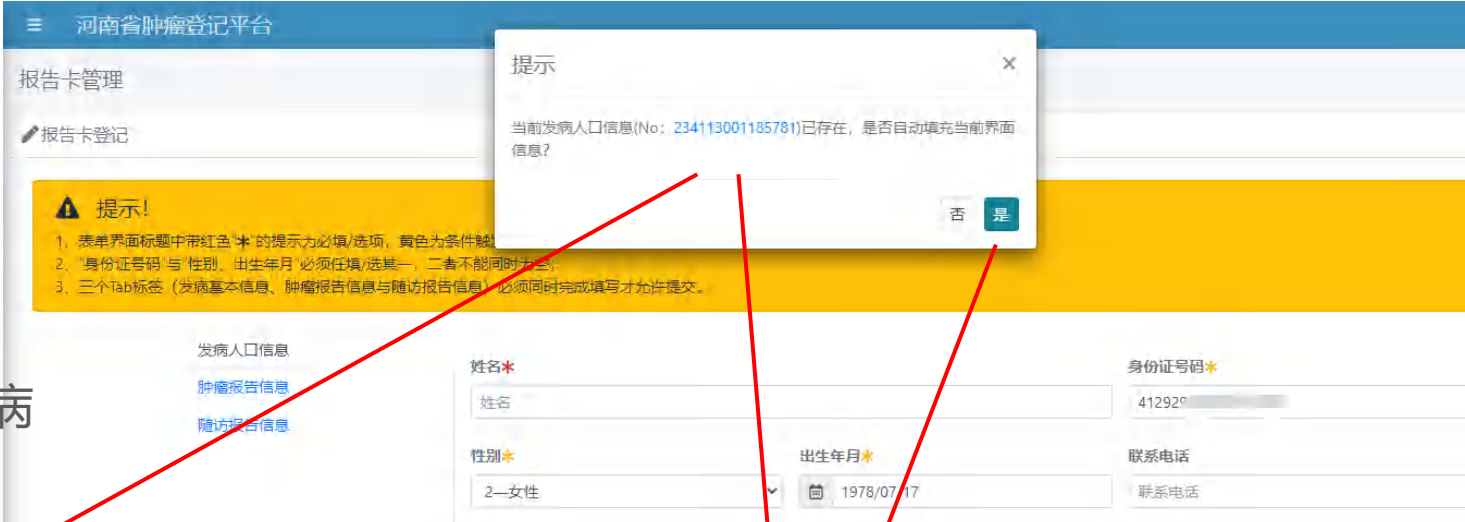 河南省肿瘤登记平台
报告卡管理
报告卡登记
提示
×
当前发病人口信息(No：234113001185781)已存在，是否自动填充当前界面
信息?
否 是
提示!
1、表单界面标题中带红色"*"的提示为必填/选项，黄色为条件触
2、"身份证号码"与"性别、出生年月"必须任填/选其一，二者不能同时为空;
3、三个Tab标签（发病基本信息、肿瘤报告信息与随访报告信息）必须同时完成填写才允许提交。
发病人口信息
肿瘤报告信息
随访报告信息
病
姓名*
姓名
身份证号码*
412929
性别*
2—女性
出生年月*
1978/07/17
联系电话
联系电话